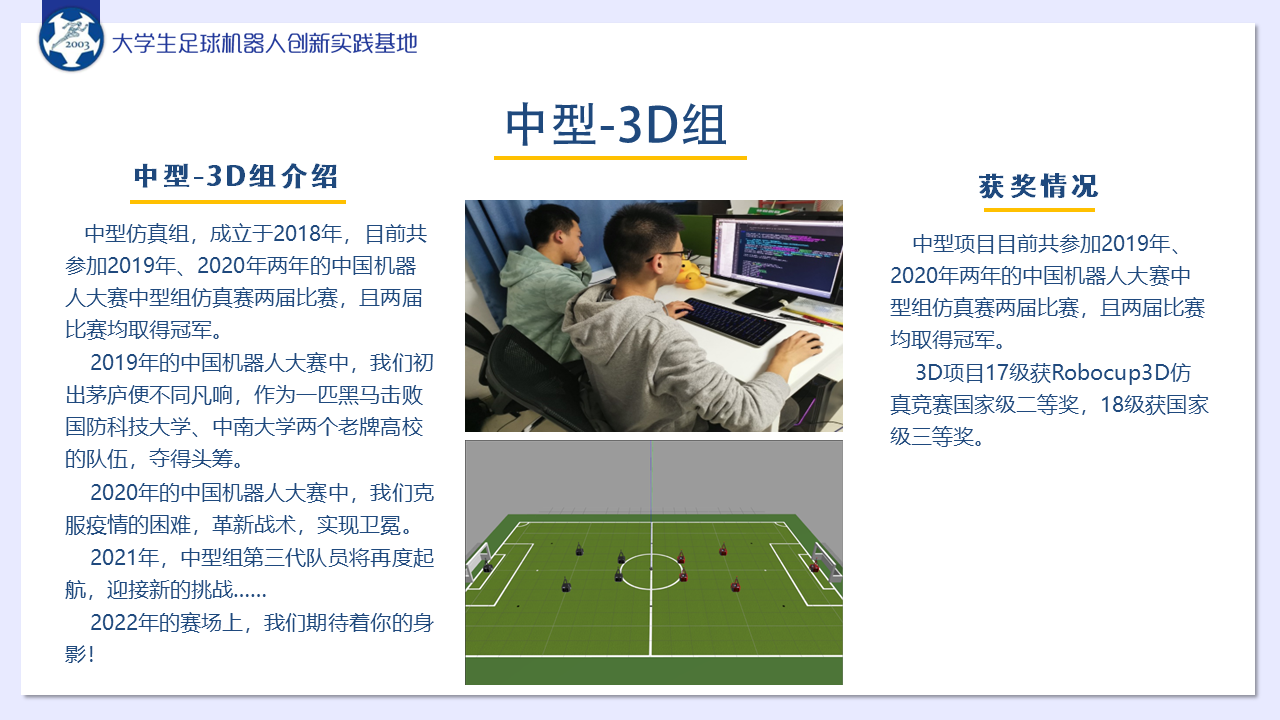 2003
大学生足球机器人创新实践基地
中型-3D组
中型-3D组介绍
中型仿真组，成立于2018年，目前共
参加2019年、2020年两年的中国机器
人大赛中型组仿真赛两届比赛，且两届
比赛均取得冠军。
2019年的中国机器人大赛中，我们初
出茅庐便不同凡响，作为一匹黑马击败
国防科技大学、中南大学两个老牌高校
的队伍，夺得头筹。
2020年的中国机器人大赛中，我们克
服疫情的困难，革新战术，实现卫冕。
2021年，中型组第三代队员将再度起
航，迎接新的挑战……
2022年的赛场上，我们期待着你的身
影！
获奖情况
中型项目目前共参加2019年、
2020年两年的中国机器人大赛中
型组仿真赛两届比赛，且两届比赛
均取得冠军。
3D项目17级获Robocup3D仿
真竞赛国家级二等奖，18级获国家
级三等奖。